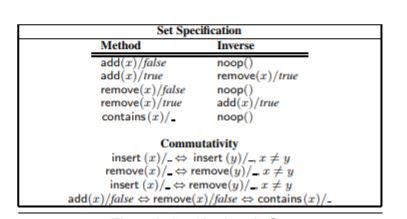 Set Specification
Method Inverse
add(x)/false noop()
add(x)/true remove(x)/true
remove(x)/false noop()
remove(x)/true add(x)/true
contains(x)/_ noop()
Commutativity
insert (x)/_ ⇔ insert (y)/_, x ≠ y
remove(x)/_ ⇔ remove(y)/_, x ≠ y
insert (x)/_ ⇔ remove(y)/_, x ≠ y
add(x)/false ⇔ remove(x)/false ⇔ contains(x)/_